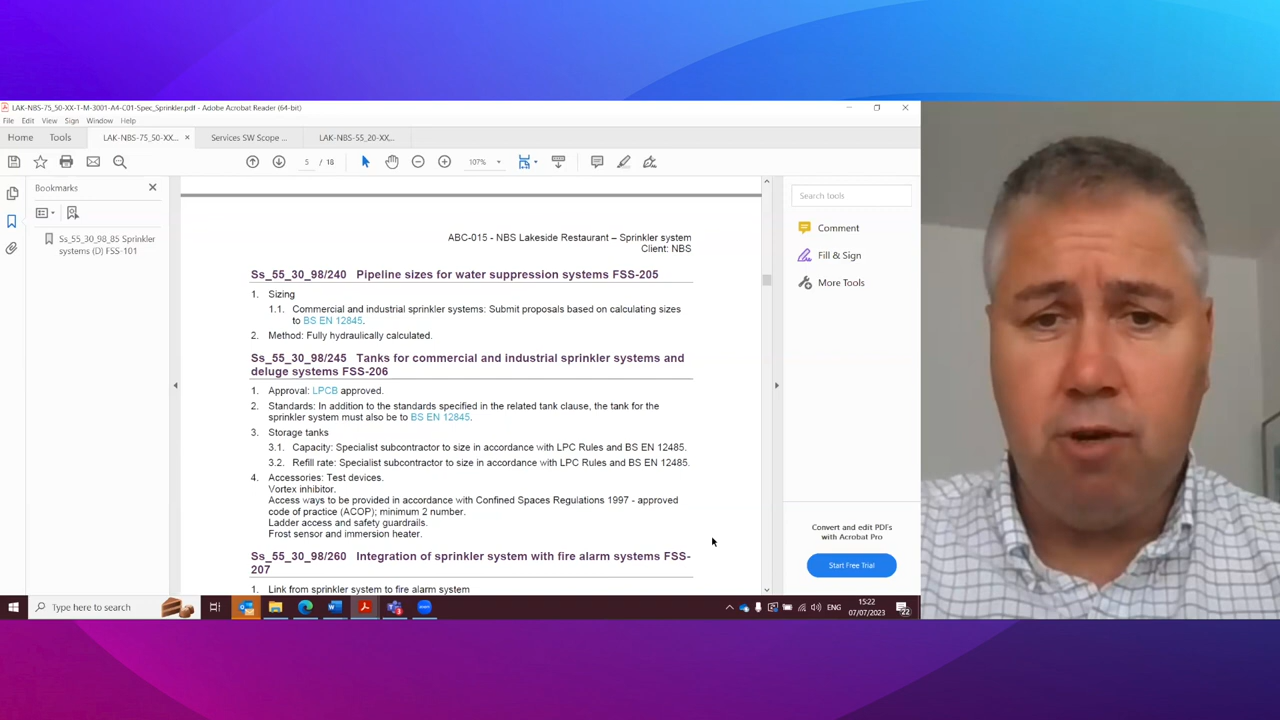 LAK-NBS-75_50-XX-T-M-3001-A4-C01-Spec_Sprinkler.pdf - Adobe Acrobat Reader (64-bit)
File Edit View Sign Window Help
Home Tools LAK-NBS-75_50-XX... Services SW Scope ... LAK-NBS-55_20-XX...
5 / 18 107%
Bookmarks
Ss_55_30_98_85 Sprinkler
systems (D) FSS-101
ABC-015 - NBS Lakeside Restaurant – Sprinkler system
Client: NBS
Ss_55_30_98/240 Pipeline sizes for water suppression systems FSS-205
1. Sizing
1.1. Commercial and industrial sprinkler systems: Submit proposals based on calculating sizes
to BS EN 12845.
2. Method: Fully hydraulically calculated.
Ss_55_30_98/245 Tanks for commercial and industrial sprinkler systems and
deluge systems FSS-206
1. Approval: LPCB approved.
2. Standards: In addition to the standards specified in the related tank clause, the tank for the
sprinkler system must also be to BS EN 12845.
3. Storage tanks
3.1. Capacity: Specialist subcontractor to size in accordance with LPC Rules and BS EN 12485.
3.2. Refill rate: Specialist subcontractor to size in accordance with LPC Rules and BS EN 12485.
4. Accessories: Test devices.
Vortex inhibitor.
Access ways to be provided in accordance with Confined Spaces Regulations 1997 - approved
code of practice (ACOP); minimum 2 number.
Ladder access and safety guardrails.
Frost sensor and immersion heater.
Ss_55_30_98/260 Integration of sprinkler system with fire alarm systems FSS-
207
1. Link from sprinkler system to fire alarm system
Search tools
Comment
Fill & Sign
More Tools
Convert and edit PDFs
with Acrobat Pro
Start Free Trial
Type here to search
ENG
15:22
07/07/2023
22